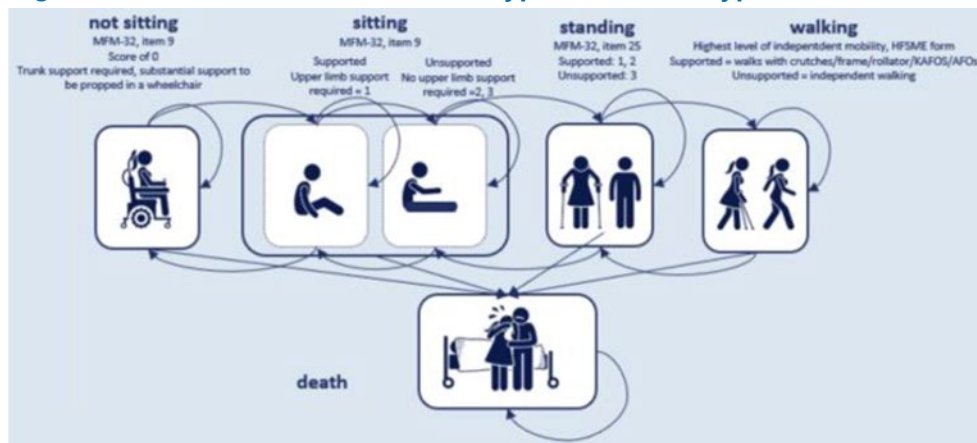 not sitting
MFM-32, item 9
Score of 0
Trunk support required, substantial support to
be propped in a wheelchair
sitting
MFM-32, item 9
Supported
Upper limb support
required = 1
Unsupported
No upper limb support
required =2, 3
standing
MFM-32, item 25
Supported: 1, 2
Unsupported: 3
walking
Highest level of indepentdent mobility, HFSME form
Supported = walks with crutches/frame/rollator/KAFOS/AFOs
Unsupported = independent walking
death